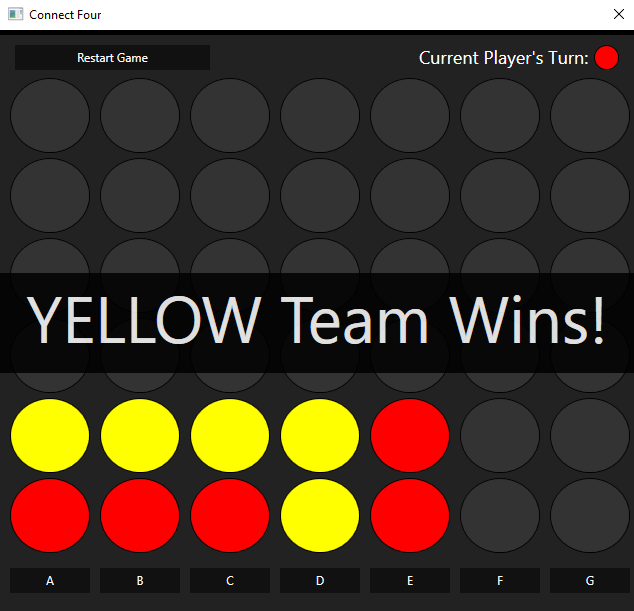 Connect Four
Restart Game
Current Player's Turn:
YELLOW Team Wins!
A B C D E F G